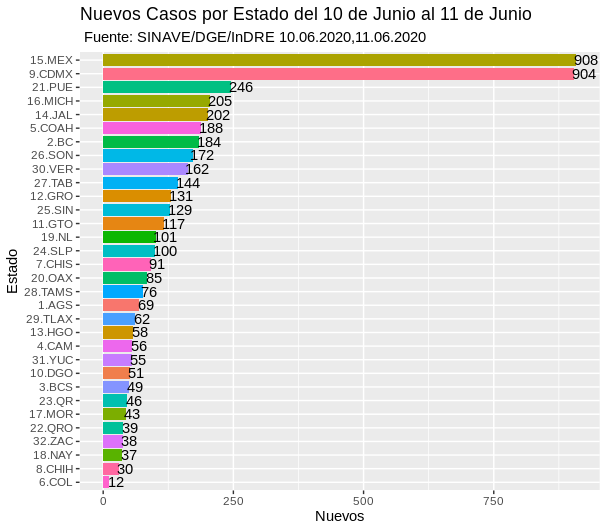 Nuevos Casos por Estado del 10 de Junio al 11 de Junio
Fuente: SINAVE/DGE/InDRE 10.06.2020,11.06.2020
Estado
15.MEX 908
9.CDMX 904
21.PUE 246
16.MICH 205
14.JAL 202
5.COAH 188
2.BC 184
26.SON 172
30.VER 162
27.TAB 144
12.GRO 131
25.SIN 129
11.GTO 117
19.NL 101
24.SLP 100
7.CHIS 91
20.OAX 85
28.TAMS 76
1.AGS 69
29.TLAX 62
13.HGO 58
4.CAM 56
31.YUC 55
10.DGO 51
3.BCS 49
23.QR 46
17.MOR 43
22.QRO 39
32.ZAC 38
18.NAY 37
8.CHIH 30
6.COL 12
0 250 500 750
Nuevos